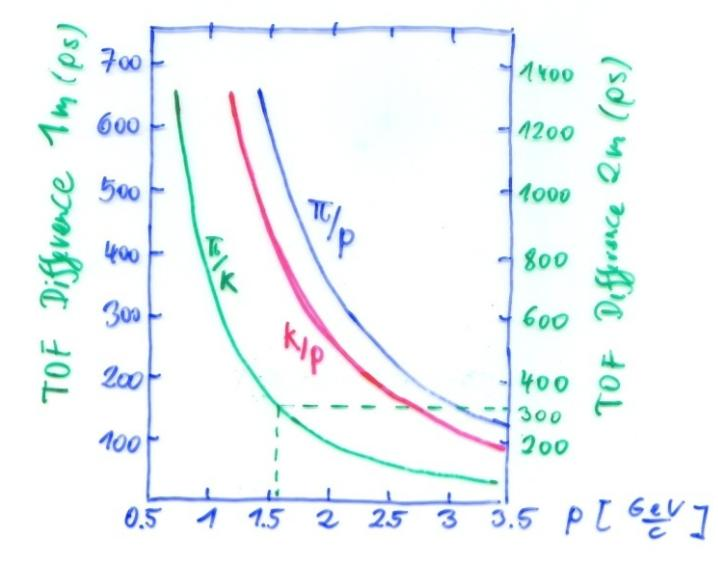 TOF Difference 1m (ps)
700
600
500
400
300
200
100
π/K
K/p
π/p
1400
1200
1000
800
600
400
300
200
TOF Difference 2m (ps)
0.5 1 1.5 2 2.5 3 3.5 p [GeV/c]